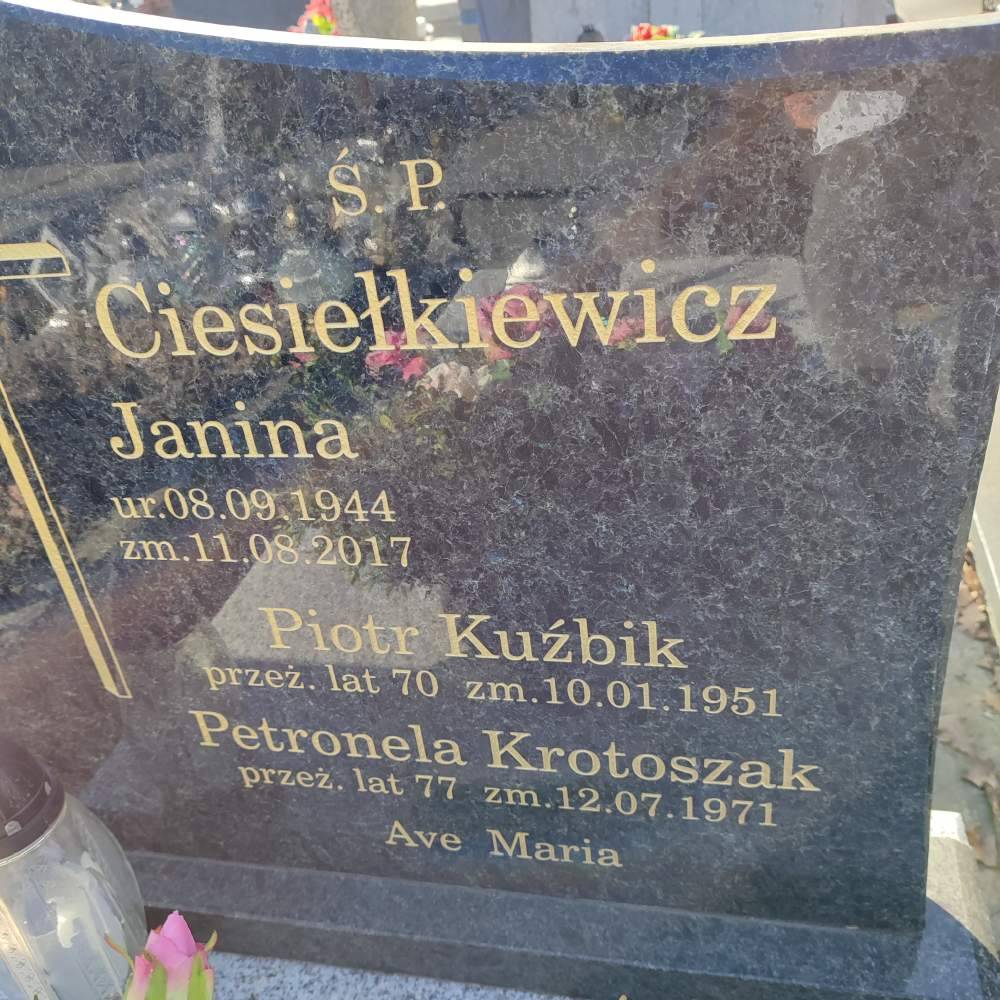 Ś. P.
Ciesiełkiewicz
Janina
ur.08.09.1944
zm.11.08.2017
Piotr Kuźbik
przeż. lat 70 zm.10.01.1951
Petronela Krotoszak
przeż. lat 77 zm.12.07.1971
Ave Maria